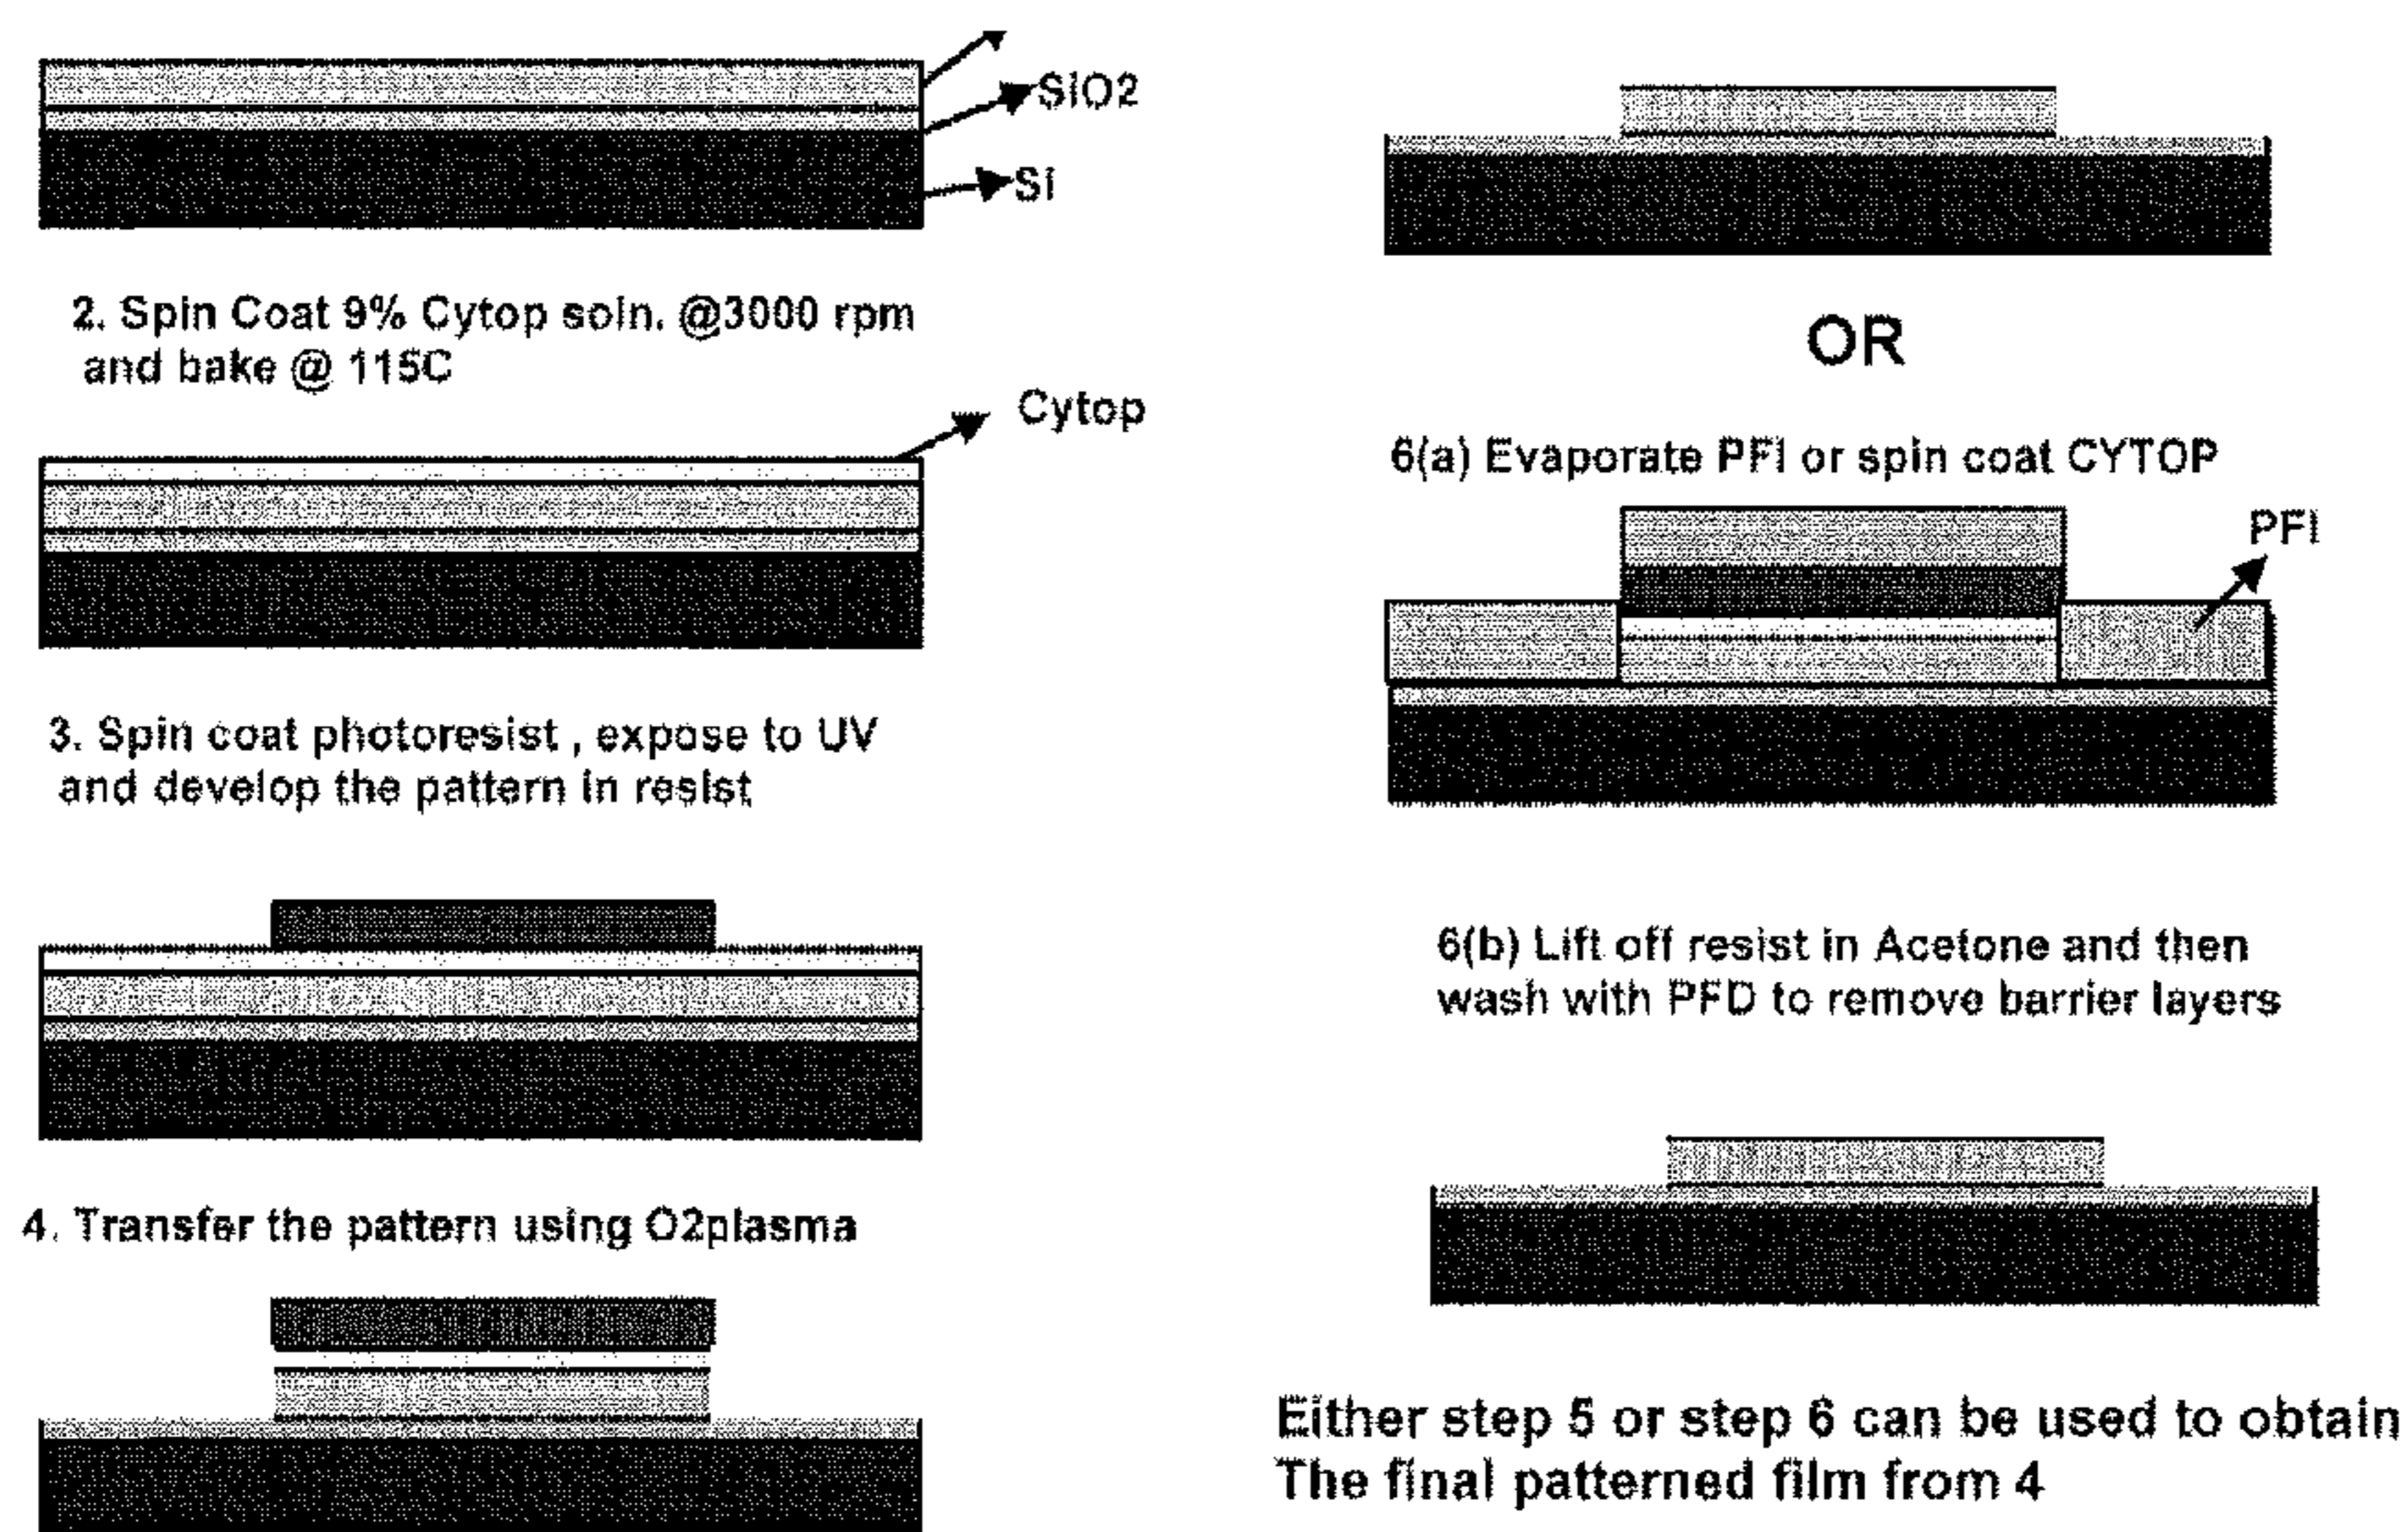 SiO2
Si
2. Spin Coat 9% Cytop soln. @3000 rpm
and bake @ 115C
Cytop
3. Spin coat photoresist , expose to UV
and develop the pattern in resist
4. Transfer the pattern using O2plasma
OR
6(a) Evaporate PFI or spin coat CYTOP
PFI
6(b) Lift off resist in Acetone and then
wash with PFD to remove barrier layers
Either step 5 or step 6 can be used to obtain
The final patterned film from 4